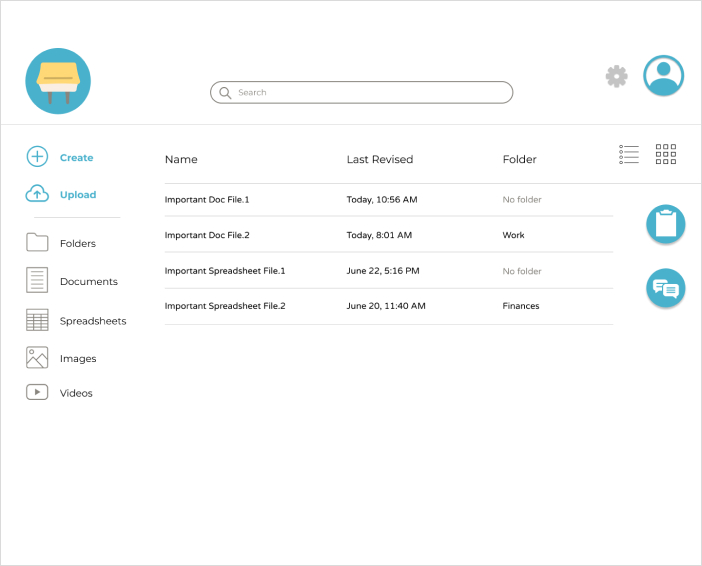 Search
Create
Upload
Folders
Documents
Spreadsheets
Images
Videos
Name Last Revised Folder
Important Doc File.1 Today, 10:56 AM No folder
Important Doc File.2 Today, 8:01 AM Work
Important Spreadsheet File.1 June 22, 5:16 PM No folder
Important Spreadsheet File.2 June 20, 11:40 AM Finances